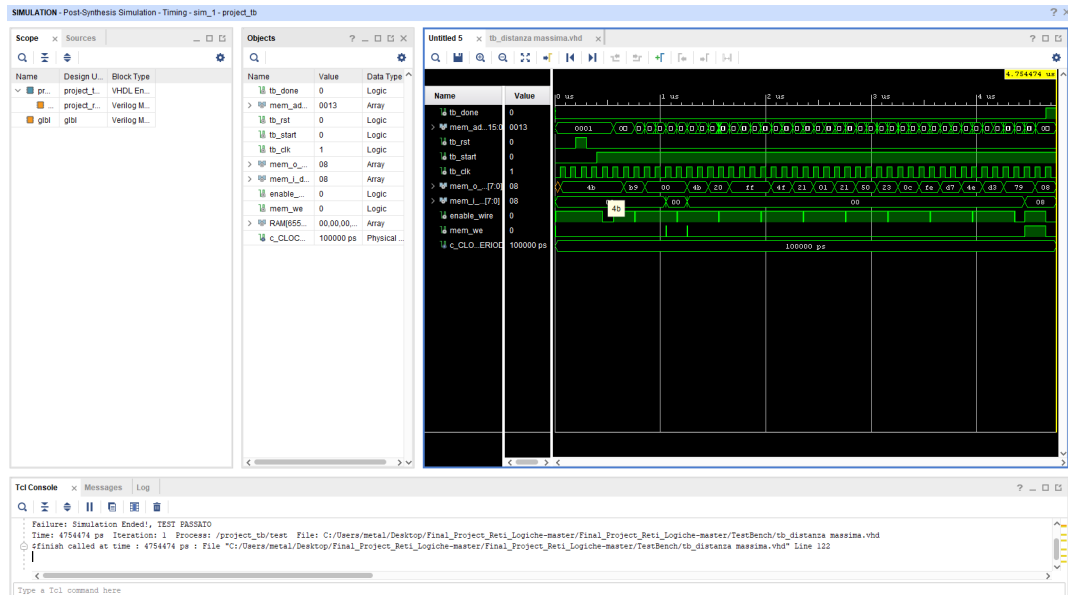 SIMULATION - Post-Synthesis Simulation - Timing - sim_1 - project_tb
Scope Sources
Name Design U... Block Type
pr... project_t... VHDL En...
... project_r... Verilog M...
glbl glbl Verilog M...
Objects
Name Value Data Type
tb_done 0 Logic
mem_ad... 0013 Array
tb_rst 0 Logic
tb_start 0 Logic
tb_clk 1 Logic
mem_o_... 08 Array
mem_i_d... 08 Array
enable_... 0 Logic
mem_we 0 Logic
RAM[655... 00,00,00,... Array
c_CLOC... 100000 ps Physical ...
Untitled 5 tb_distanza massima.vhd
4.754474 us
Name Value 0 us 1 us 2 us 3 us 4 us
tb_done 0
mem_ad...15:0 0013 0001
tb_rst 0
tb_start 0
tb_clk 1
mem_o_...[7:0] 08 4b b9 00 4b 20 ff 4f 21 01 21 50 23 0c fe d7 4e d3 79 08
mem_i_...[7:0] 08 00 00 08
4b
enable_wire 0
mem_we 0
c_CLO...ERIOD 100000 ps 100000 ps
Tcl Console Messages Log
Failure: Simulation Ended!, TEST PASSATO
Time: 4754474 ps Iteration: 1 Process: /project_tb/test File: C:/Users/metal/Desktop/Final_Project_Reti_Logiche-master/Final_Project_Reti_Logiche-master/TestBench/tb_distanza massima.vhd
$finish called at time : 4754474 ps : File "C:/Users/metal/Desktop/Final_Project_Reti_Logiche-master/Final_Project_Reti_Logiche-master/TestBench/tb_distanza massima.vhd" Line 122
Type a Tcl command here